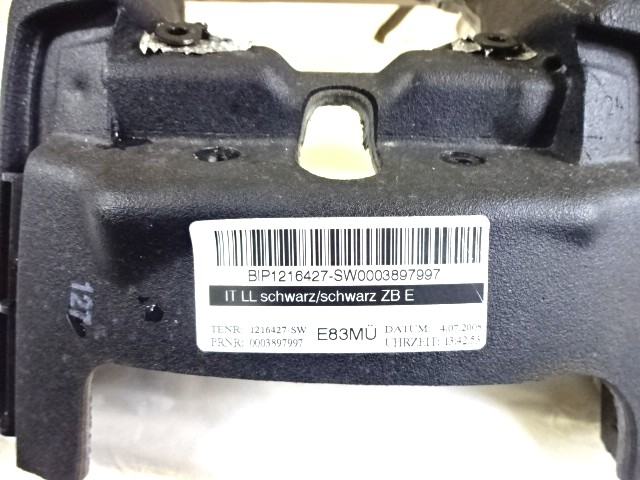 BIP1216427-SW0003897997
IT LL schwarz/schwarz ZB E
TENR: 1216427-SW
PRNR: 0003897997
E83MÜ
DATUM: 4.07.2008
UHRZEIT: 13:42:53
127